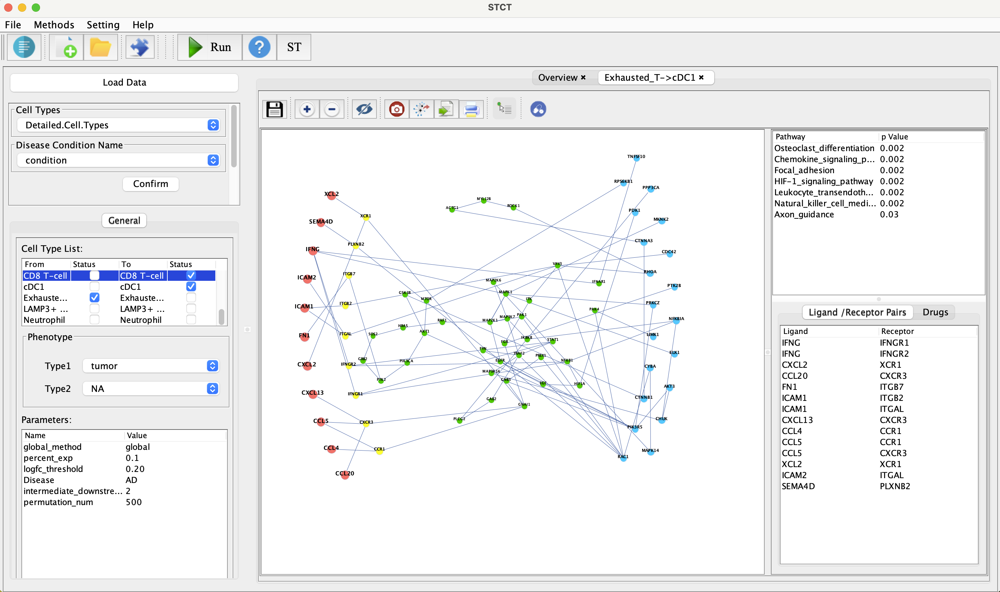 STCT
File Methods Setting Help
Run ? ST
Load Data
Overview ✖ Exhausted_T->cDC1 ✖
Cell Types
Detailed.Cell.Types
Disease Condition Name
condition
Confirm
General
Cell Type List:
From Status To Status
CD8 T-cell CD8 T-cell
cDC1 cDC1
Exhauste... Exhauste...
LAMP3+ ... LAMP3+ ...
Neutrophil Neutrophil
Phenotype
Type1 tumor
Type2 NA
Parameters:
Name Value
global_method global
percent_exp 0.1
logfc_threshold 0.20
Disease AD
intermediate_downstre... 2
permutation_num 500
TNFSF10
RPS6KB1
PPP3CA
XCL2
MYL12B
ROCK1
ACTG1
PDK1
XCR1
MKNK2
SEMA4D
CTNNA3
PLXNB2
IFNG
CDC42
VAV3
RHOA
ITGB7
ICAM2
MAP2K6
IFNAR1
PTK2B
GSK3B
MAPK1
MTOR
ITK
PRKCZ
ITGB2
ICAM1
PAK4
PAK1
MAP3K7
NFKBIA
RAF1
MAP2K1
HRAS
AKT1
SOS2
ITGAL
LIMK1
FN1
IKBKB
STAT1
FGR
FYN
ELK1
TRAF2
PREX1
GRB2
PIK3CA
EGFR
NFKB1
IFNGR2
CXCL2
CYBA
MAP3K14
PTK2
GNB5
EGF
HIF1A
AKT3
CXCL13
IFNGR1
CTNNB1
GAB2
GNAI1
PLCG2
CHUK
CCL5
CXCR3
PIK3R5
CCL4
CCR1
MAPK14
RAC1
CCL20
Pathway p Value
Osteoclast_differentiation 0.002
Chemokine_signaling_p... 0.002
Focal_adhesion 0.002
HIF-1_signaling_pathway 0.002
Leukocyte_transendoth... 0.002
Natural_killer_cell_medi... 0.002
Axon_guidance 0.03
Ligand /Receptor Pairs Drugs
Ligand Receptor
IFNG IFNGR1
IFNG IFNGR2
CXCL2 XCR1
CCL20 CXCR3
FN1 ITGB7
ICAM1 ITGB2
ICAM1 ITGAL
CXCL13 CXCR3
CCL4 CCR1
CCL5 CCR1
CCL5 CXCR3
XCL2 XCR1
ICAM2 ITGAL
SEMA4D PLXNB2